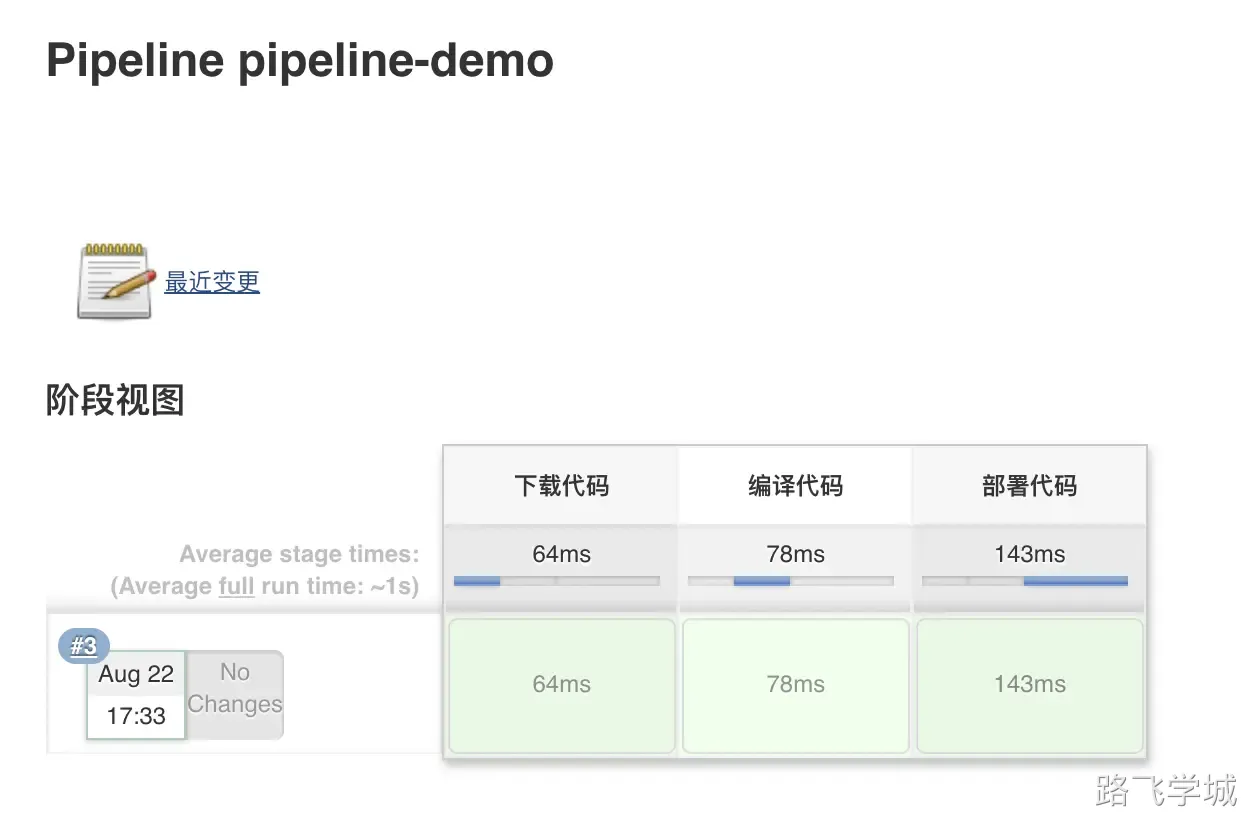 Pipeline pipeline-demo
最近变更
阶段视图
下载代码 编译代码 部署代码
Average stage times: 64ms 78ms 143ms
(Average full run time: ~1s)
#3
Aug 22 No
17:33 Changes
64ms 78ms 143ms
路飞学城